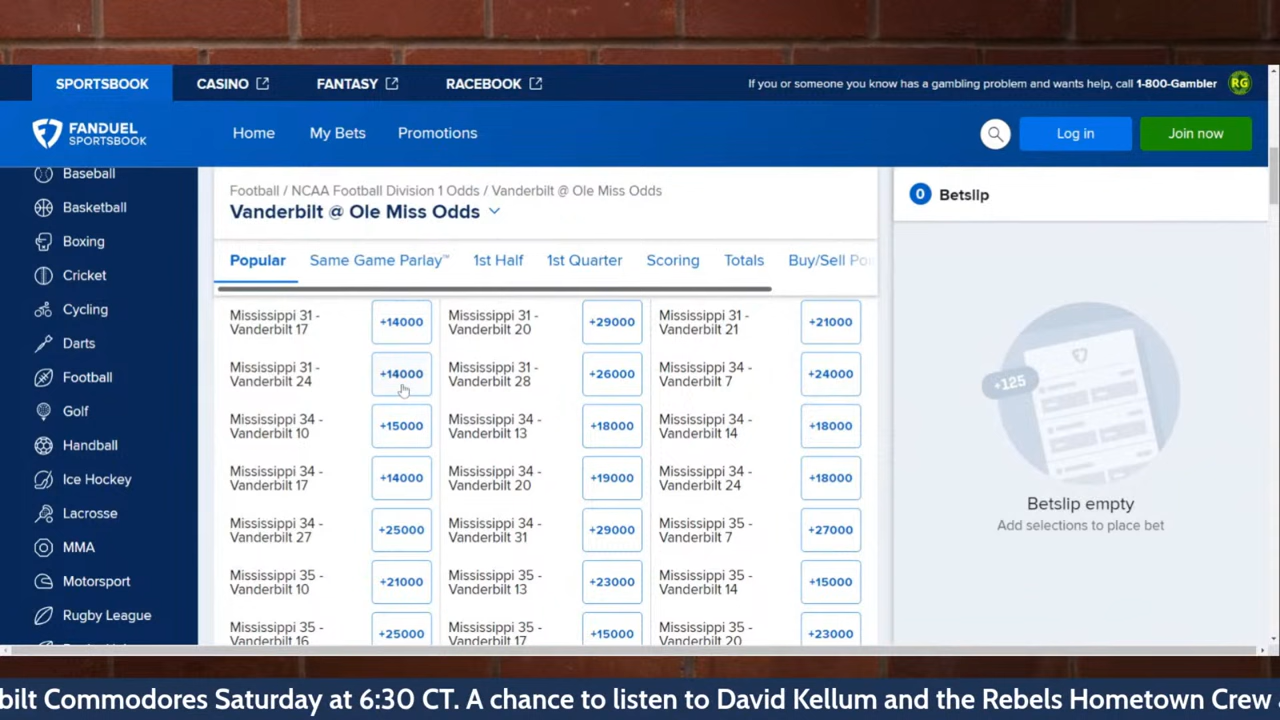 SPORTSBOOK
CASINO
FANTASY
RACEBOOK
If you or someone you know has a gambling problem and wants help, call 1-800-Gambler
RG
FANDUEL
SPORTSBOOK
Home
My Bets
Promotions
Log in
Join now
Baseball
Basketball
Boxing
Cricket
Cycling
Darts
Football
Golf
Handball
Ice Hockey
Lacrosse
MMA
Motorsport
Rugby League
Football / NCAA Football Division 1 Odds / Vanderbilt @ Ole Miss Odds
Vanderbilt @ Ole Miss Odds
Popular
Same Game Parlay™
1st Half
1st Quarter
Scoring
Totals
Buy/Sell Poi
Mississippi 31 -
Vanderbilt 17
+14000
Mississippi 31 -
Vanderbilt 20
+29000
Mississippi 31 -
Vanderbilt 21
+21000
Mississippi 31 -
Vanderbilt 24
+14000
Mississippi 31 -
Vanderbilt 28
+26000
Mississippi 34 -
Vanderbilt 7
+24000
Mississippi 34 -
Vanderbilt 10
+15000
Mississippi 34 -
Vanderbilt 13
+18000
Mississippi 34 -
Vanderbilt 14
+18000
Mississippi 34 -
Vanderbilt 17
+14000
Mississippi 34 -
Vanderbilt 20
+19000
Mississippi 34 -
Vanderbilt 24
+18000
Mississippi 34 -
Vanderbilt 27
+25000
Mississippi 34 -
Vanderbilt 31
+29000
Mississippi 35 -
Vanderbilt 7
+27000
Mississippi 35 -
Vanderbilt 10
+21000
Mississippi 35 -
Vanderbilt 13
+23000
Mississippi 35 -
Vanderbilt 14
+15000
Mississippi 35 -
Vanderbilt 16
+25000
Mississippi 35 -
Vanderbilt 17
+15000
Mississippi 35 -
Vanderbilt 20
+23000
0
Betslip
+125
Betslip empty
Add selections to place bet
bilt Commodores Saturday at 6:30 CT. A chance to listen to David Kellum and the Rebels Hometown Crew